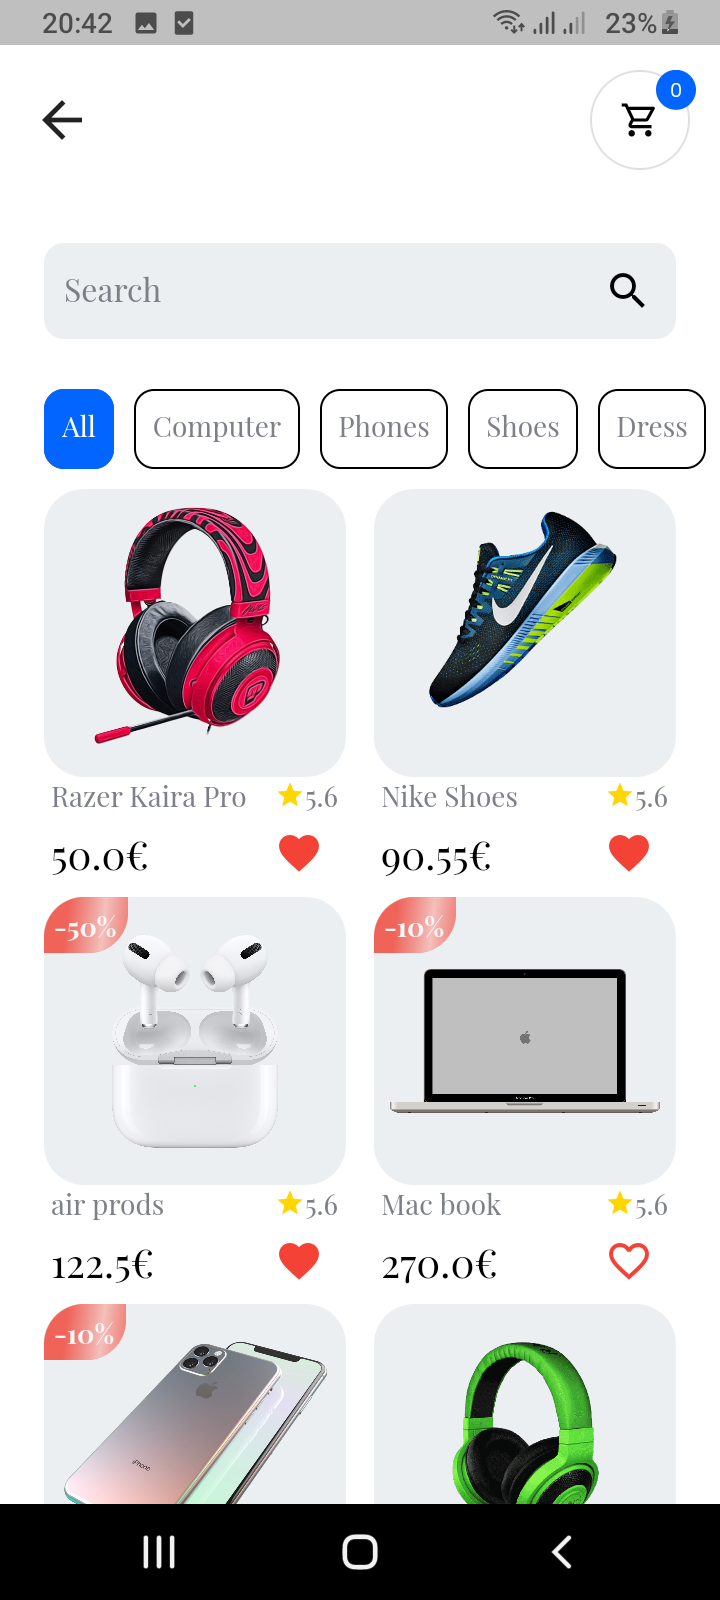 20:42
23%
0
Search
All
Computer
Phones
Shoes
Dress
Razer Kaira Pro
5.6
Nike Shoes
5.6
50.0€
90.55€
-50%
-10%
air prods
5.6
Mac book
5.6
122.5€
270.0€
-10%
iPhone